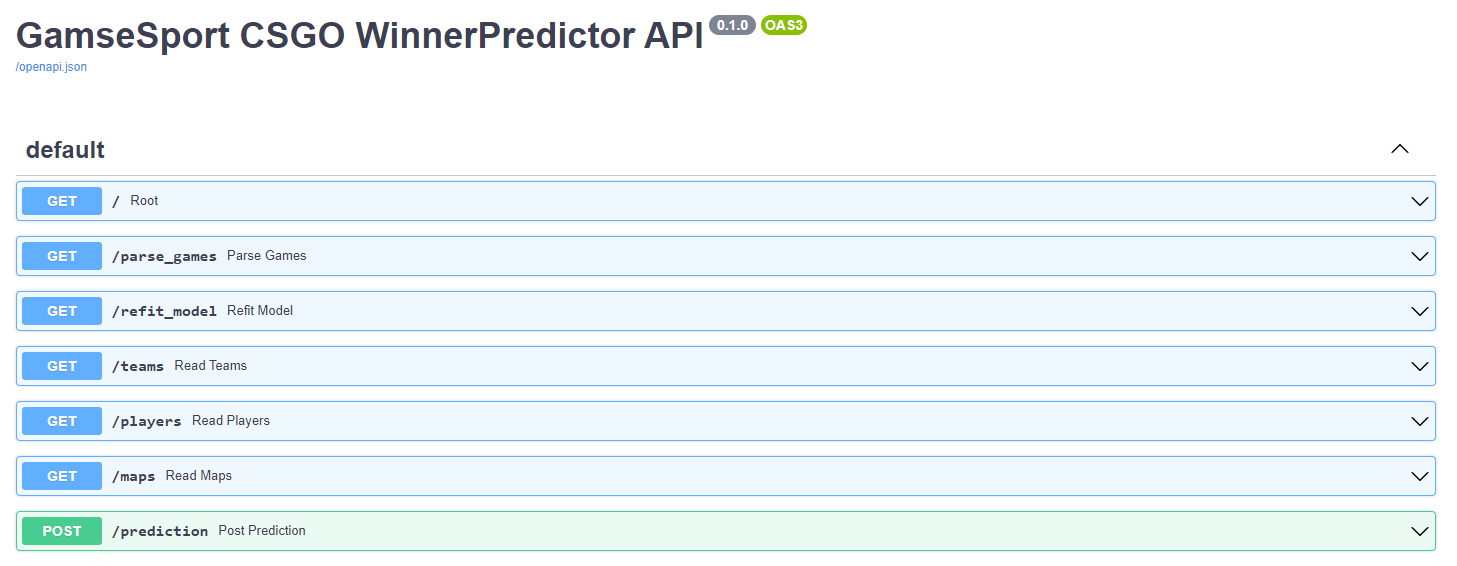 GamseSport CSGO WinnerPredictor API 0.1.0 OAS3
/openapi.json
default
GET / Root
GET /parse_games Parse Games
GET /refit_model Refit Model
GET /teams Read Teams
GET /players Read Players
GET /maps Read Maps
POST /prediction Post Prediction